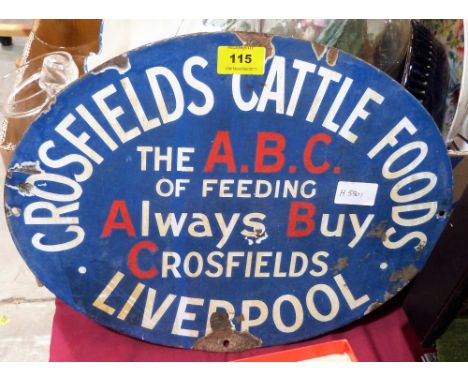 115
CROSFIELDS CATTLE FOODS
THE A.B.C.
OF FEEDING
ALWAYS BUY
CROSFIELDS
· LIVERPOOL ·